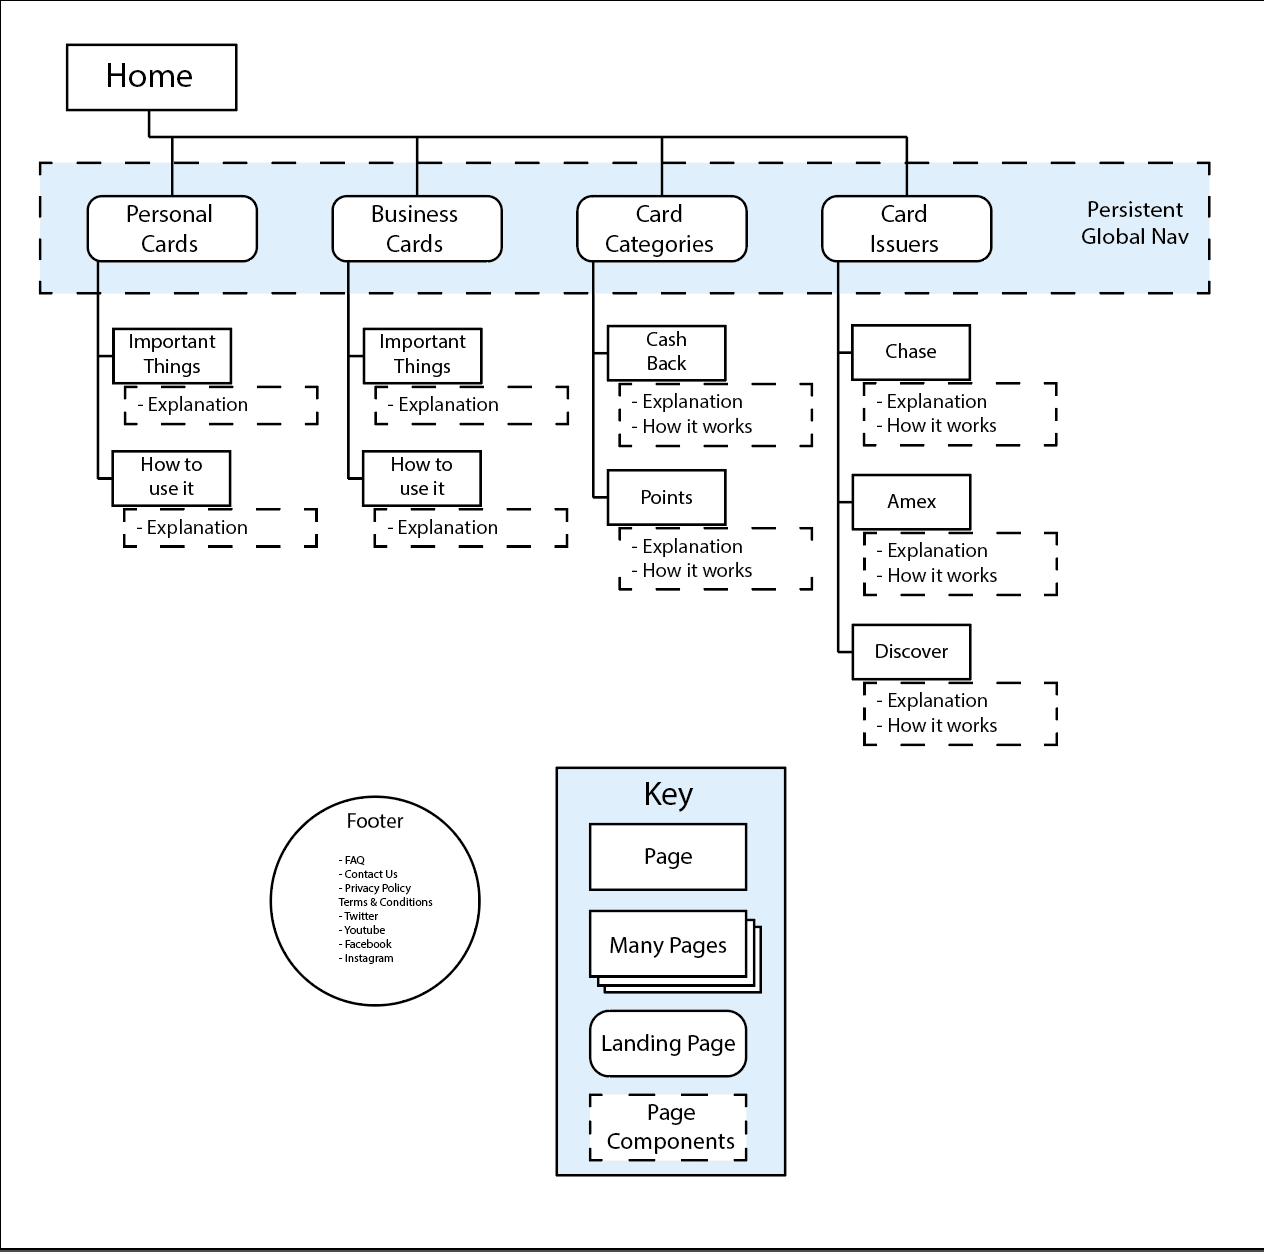 Home
Personal
Cards
Business
Cards
Card
Categories
Card
Issuers
Persistent
Global Nav
Important
Things
- Explanation
How to
use it
- Explanation
Important
Things
- Explanation
How to
use it
- Explanation
Cash
Back
- Explanation
- How it works
Points
- Explanation
- How it works
Chase
- Explanation
- How it works
Amex
- Explanation
- How it works
Discover
- Explanation
- How it works
Footer
- FAQ
- Contact Us
- Privacy Policy
Terms & Conditions
- Twitter
- Youtube
- Facebook
- Instagram
Key
Page
Many Pages
Landing Page
Page
Components